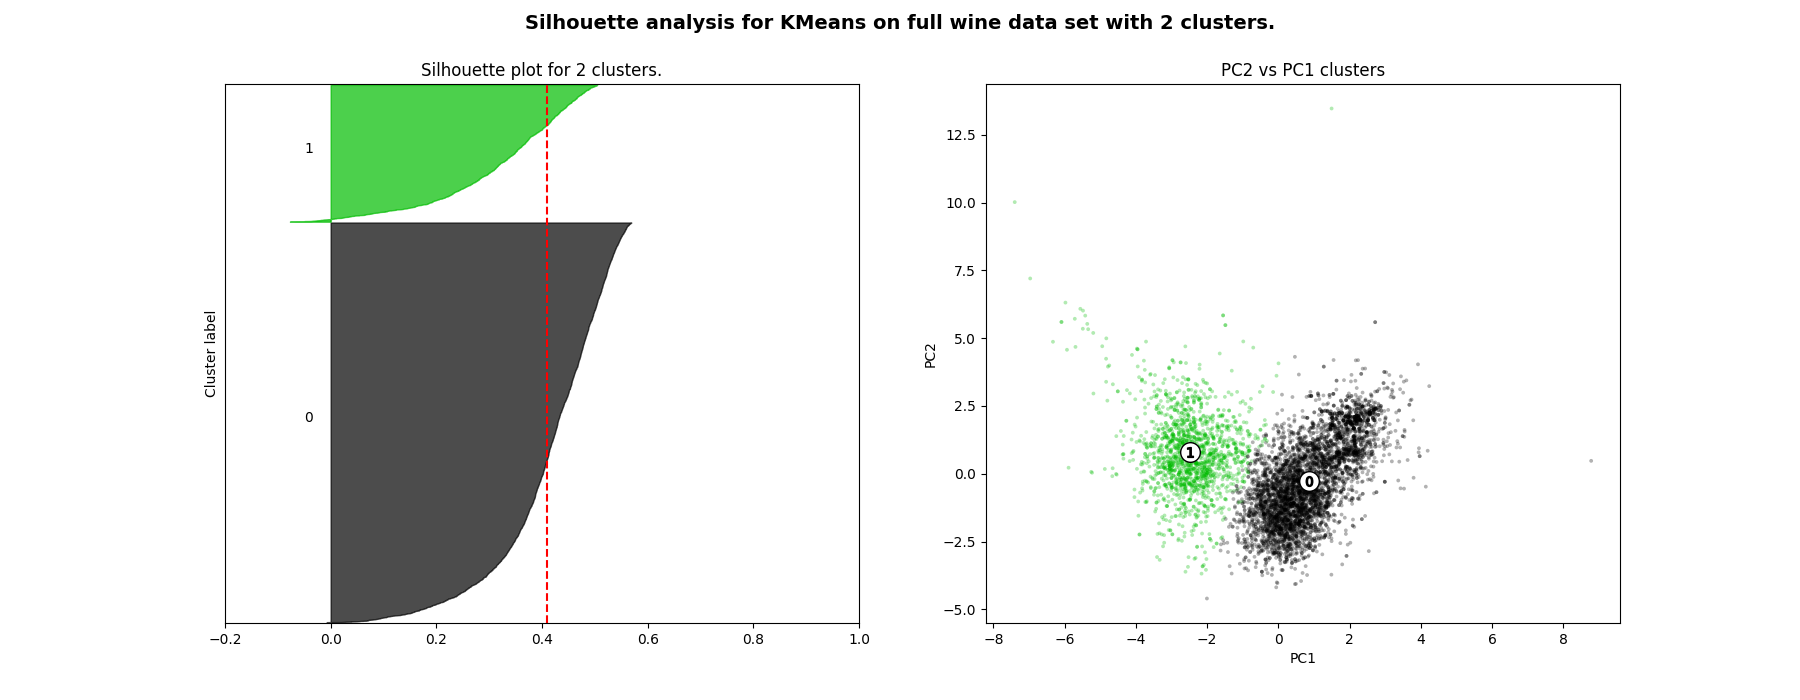 Silhouette analysis for KMeans on full wine data set with 2 clusters.
Silhouette plot for 2 clusters.
1
0
Cluster label
−0.2 0.0 0.2 0.4 0.6 0.8 1.0
PC2 vs PC1 clusters
12.5
10.0
7.5
5.0
2.5
0.0
−2.5
−5.0
PC2
1
0
−8 −6 −4 −2 0 2 4 6 8
PC1